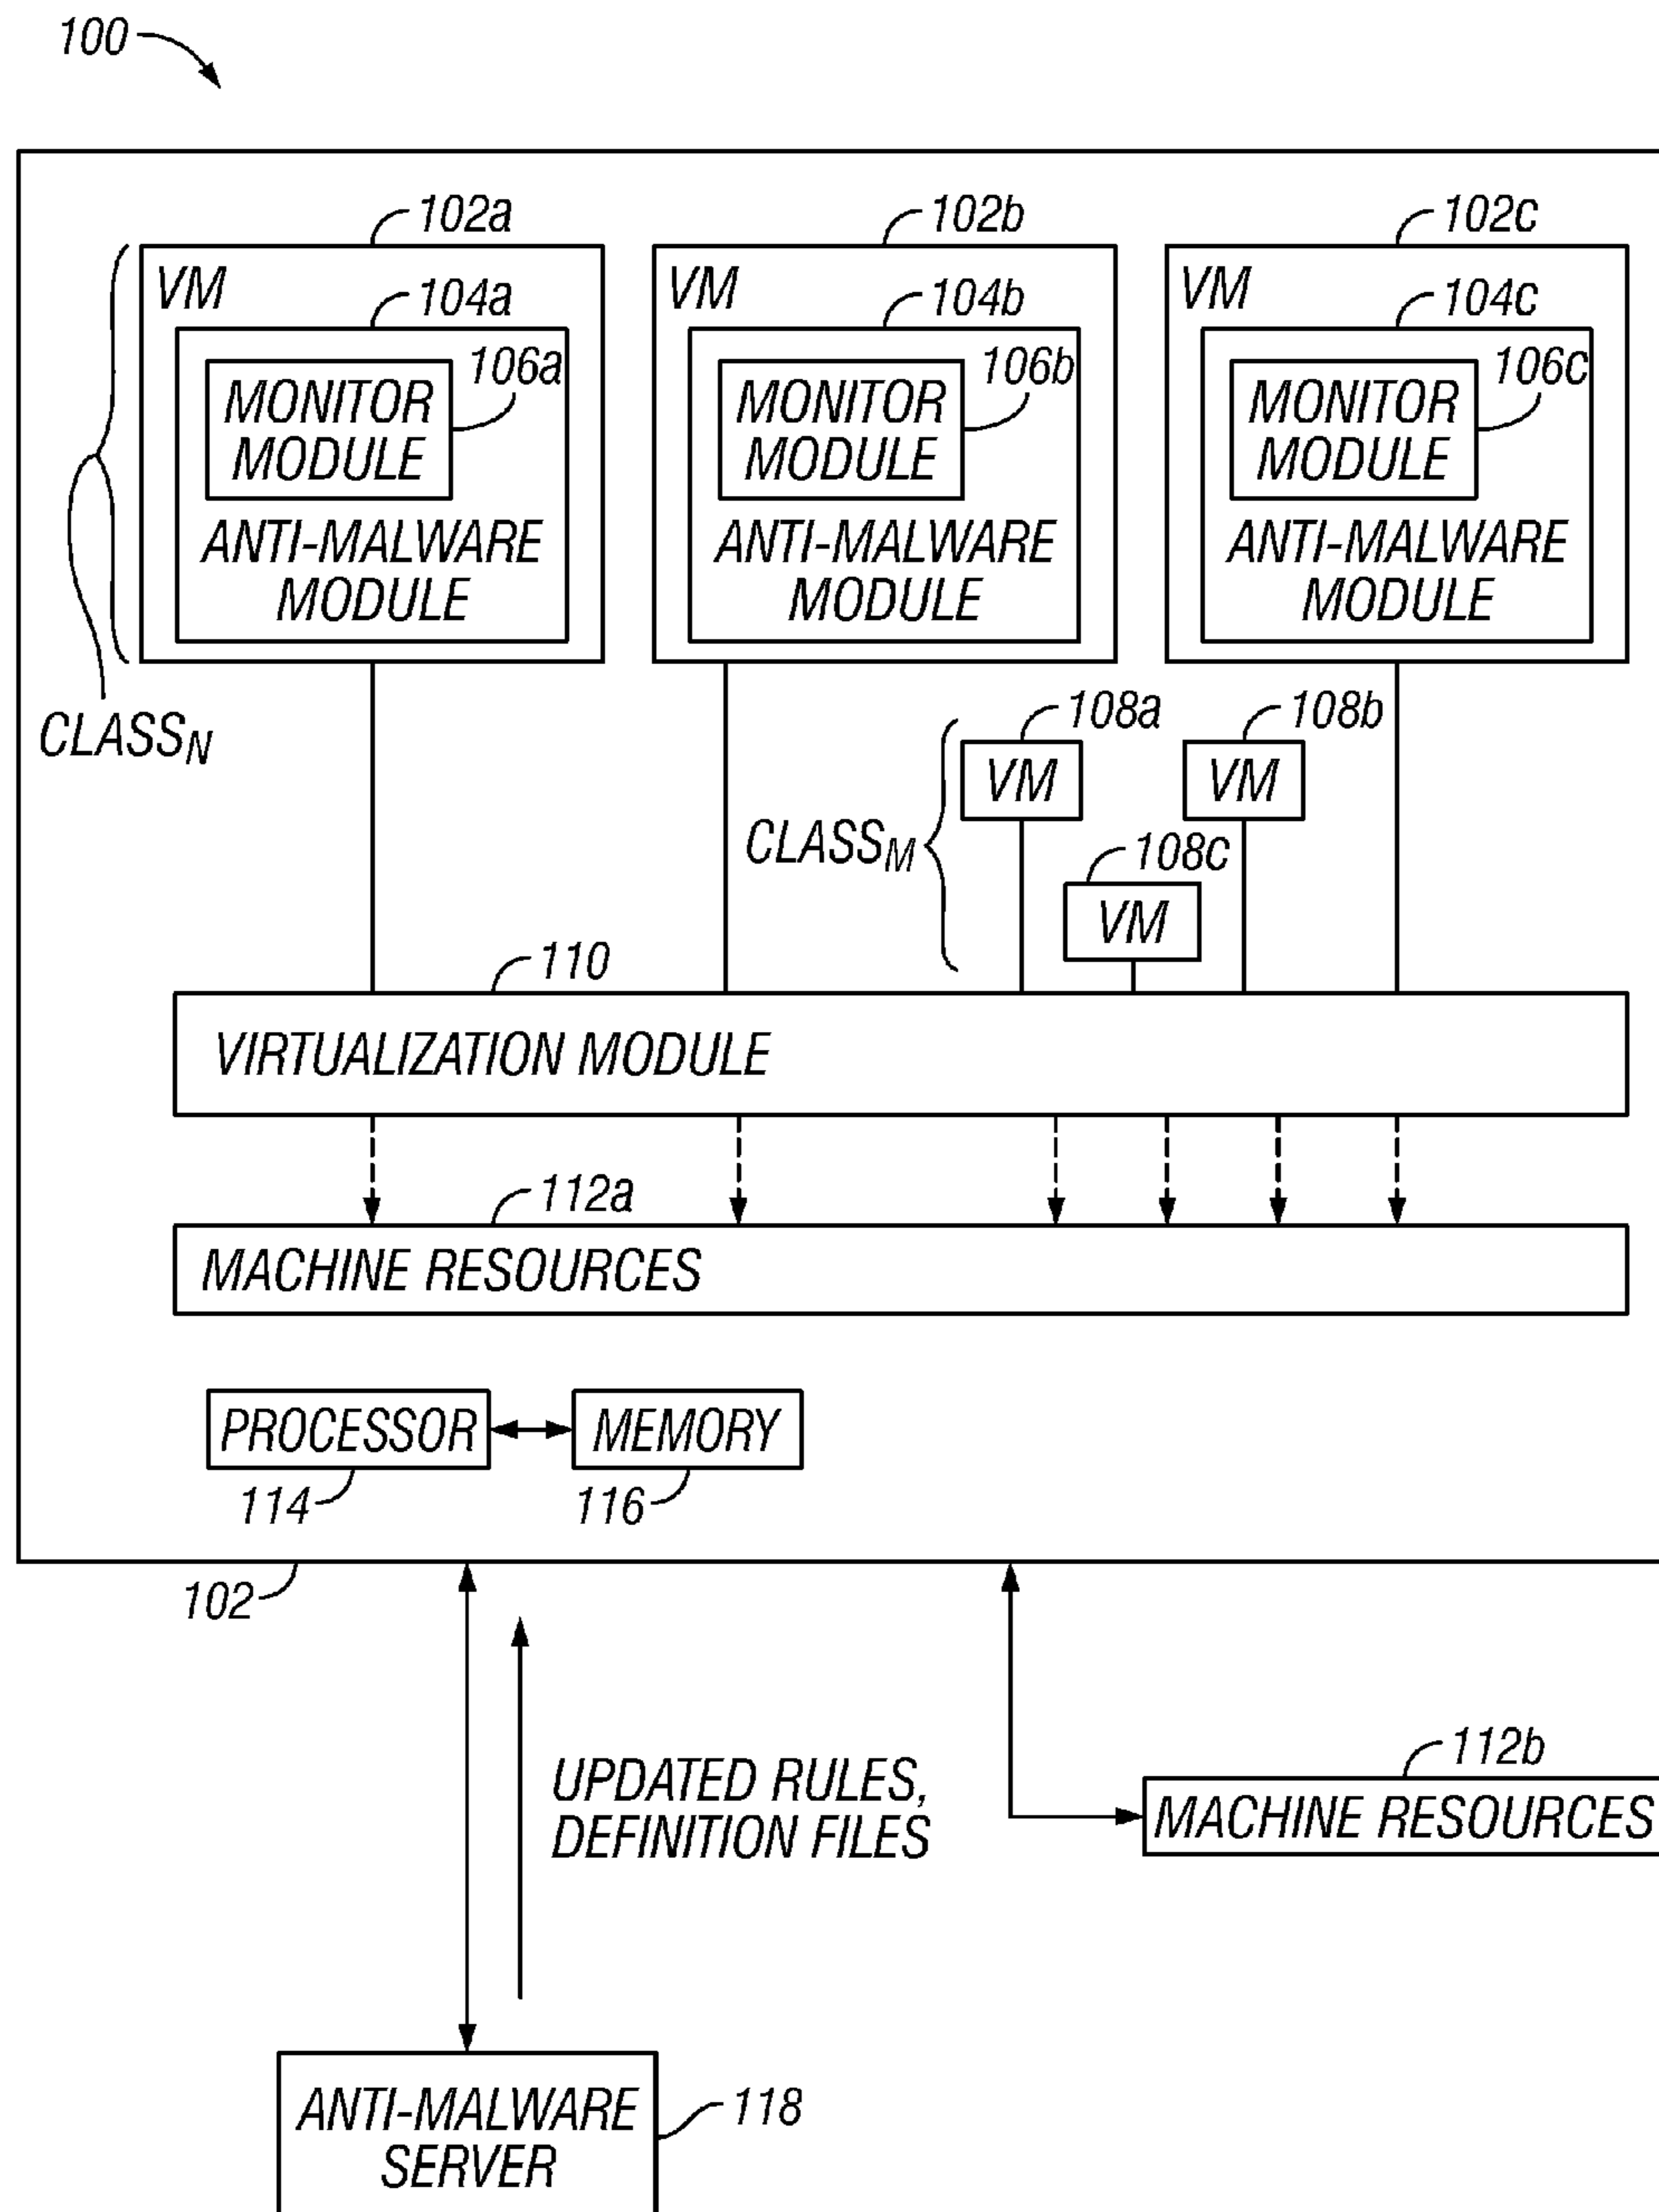 100
102a
102b
102c
VM
VM
VM
104a
104b
104c
106a
106b
106c
MONITOR
MODULE
MONITOR
MODULE
MONITOR
MODULE
ANTI-MALWARE
MODULE
ANTI-MALWARE
MODULE
ANTI-MALWARE
MODULE
CLASSN
108a
108b
VM
VM
CLASSM
108c
VM
110
VIRTUALIZATION MODULE
112a
MACHINE RESOURCES
PROCESSOR
MEMORY
114
116
102
UPDATED RULES,
DEFINITION FILES
112b
MACHINE RESOURCES
ANTI-MALWARE
SERVER
118